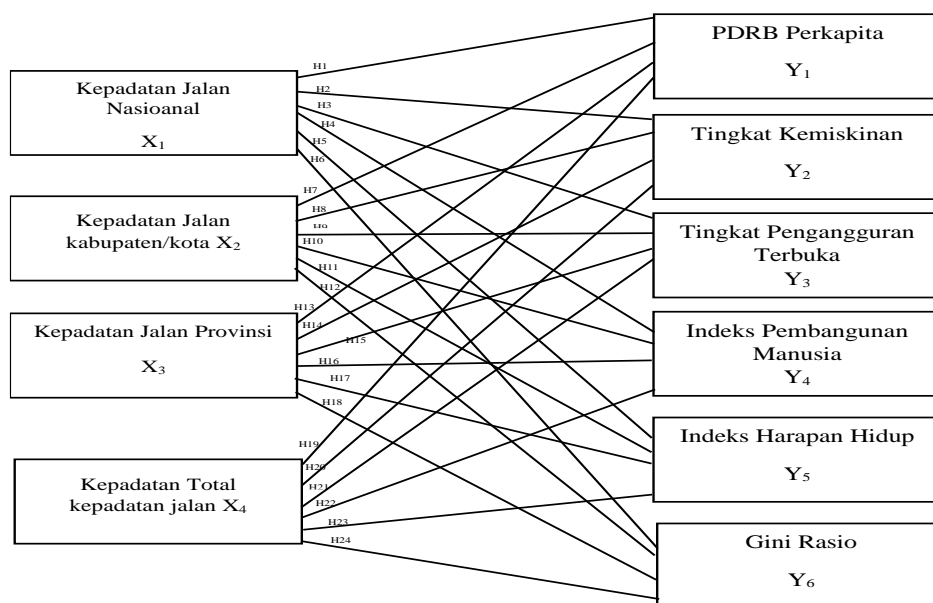 Kepadatan Jalan
Nasioanal
X₁
Kepadatan Jalan
kabupaten/kota X₂
Kepadatan Jalan Provinsi
X₃
Kepadatan Total
kepadatan jalan X₄
H1
H2
H3
H4
H5
H6
H7
H8
H9
H10
H11
H12
H13
H14
H15
H16
H17
H18
H19
H20
H21
H22
H23
H24
PDRB Perkapita
Y₁
Tingkat Kemiskinan
Y₂
Tingkat Pengangguran
Terbuka
Y₃
Indeks Pembangunan
Manusia
Y₄
Indeks Harapan Hidup
Y₅
Gini Rasio
Y₆